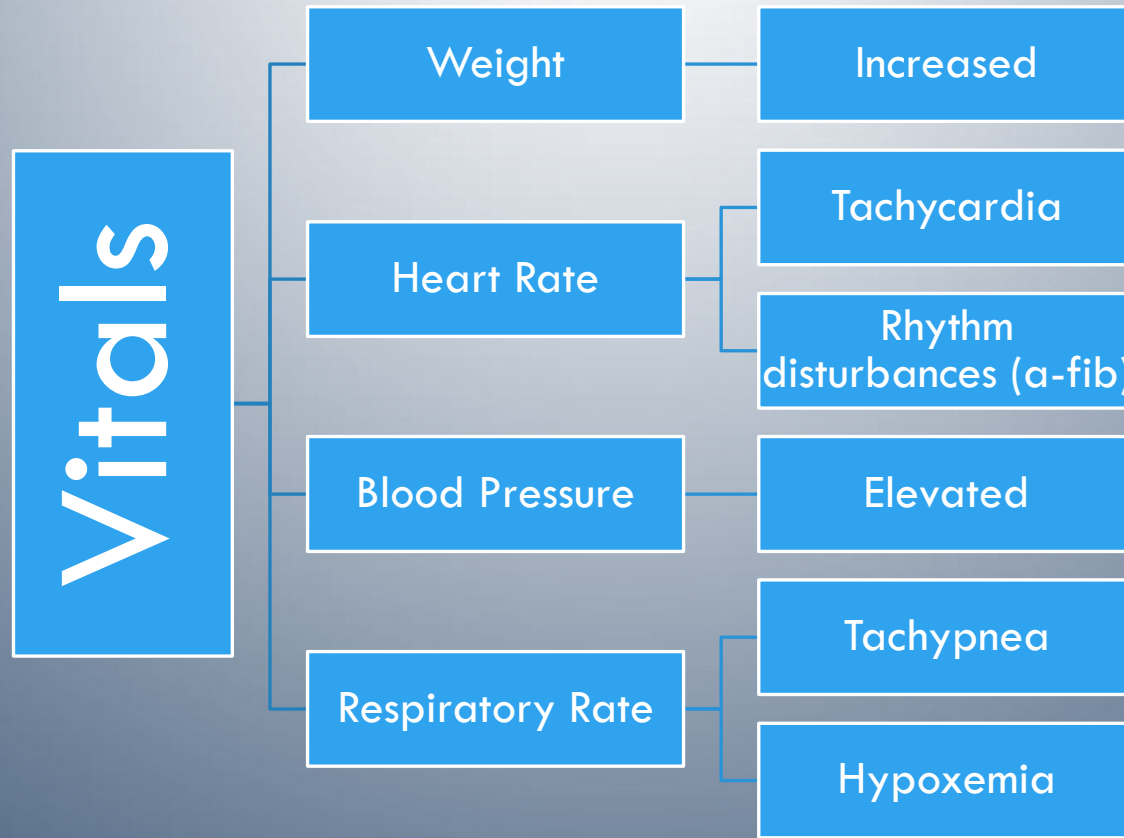 Vitals
Weight
Increased
Heart Rate
Tachycardia
Rhythm
disturbances (a-fib)
Blood Pressure
Elevated
Respiratory Rate
Tachypnea
Hypoxemia